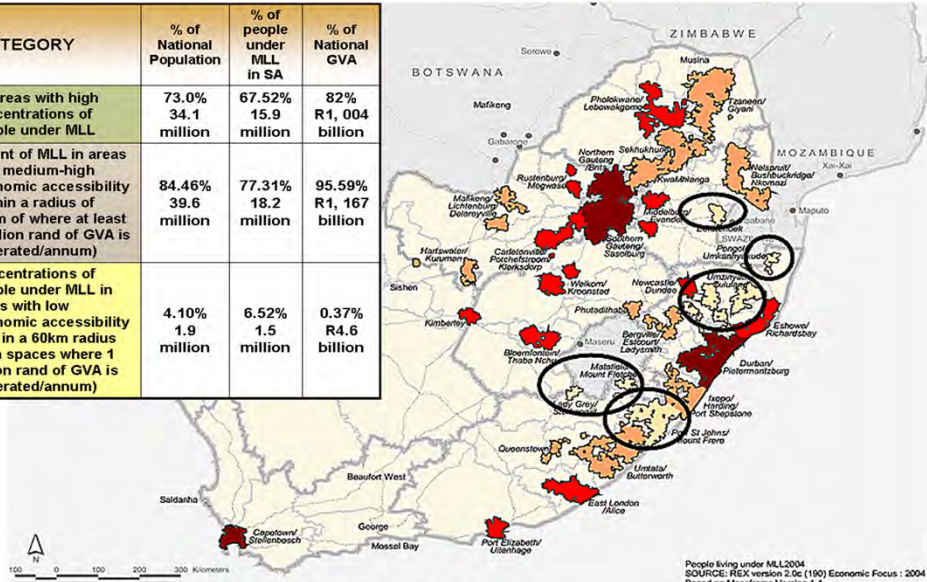 TEGORY
% of
National
Population
% of
people
under
MLL
in SA
% of
National
GVA
reas with high
centrations of
ple under MLL
73.0%
34.1
million
67.52%
15.9
million
82%
R1, 004
billion
nt of MLL in areas
medium-high
nomic accessibility
in a radius of
m of where at least
lion rand of GVA is
erated/annum)
84.46%
39.6
million
77.31%
18.2
million
95.59%
R1, 167
billion
centrations of
ple under MLL in
s with low
nomic accessibility
in a 60km radius
spaces where 1
on rand of GVA is
erated/annum)
4.10%
1.9
million
6.52%
1.5
million
0.37%
R4.6
billion
ZIMBABWE
Serowe
Musina
BOTSWANA
Pholokwane/
Lebowakgomo
Tzaneen/
Giyani
Mafikeng
Gaborone
Northern
Gauteng
/Brits
Sekhukhune
MOZAMBIQUE
Xai-Xai
Rustenburg/
Mogwase
KwaMhlanga
Nelspruit/
Bushbuckridge/
Nkomazi
Mafikeng/
Lichtenburg/
Delareyville
Middelburg/
Evander
Maputo
Southern
Gauteng/
Sasolburg
Hartswater/
Kuruman
Carletonville/
Potchefstroom/
Klerksdorp
Pongola/
Umkanhyakude
Sishen
Welkom/
Kroonstad
Newcastle/
Dundee
Umzinyathi/
Zululand
Kimberley
Phutadithaba
Bergville/
Estcourt/
Ladysmith
Eshowe/
Richardsbay
Bloemfontein/
Thaba Nchu
Maseru
Durban/
Pietermantzburg
Matatiele/
Mount Fletcher
Lady Grey/
Ixopo/
Harding/
Port Shepstone
Port St Johns/
Mount Frere
Queenstown
Umtata/
Butterworth
Beaufort West
Saldanha
East London
/Alice
Capetown/
Stellenbosch
George
Mossel Bay
Port Elizabeth/
Uitenhage
N
100 0 100 200 300 Kilometers
People living under MLL2004
SOURCE: REX version 2.0c (190) Economic Focus : 2004